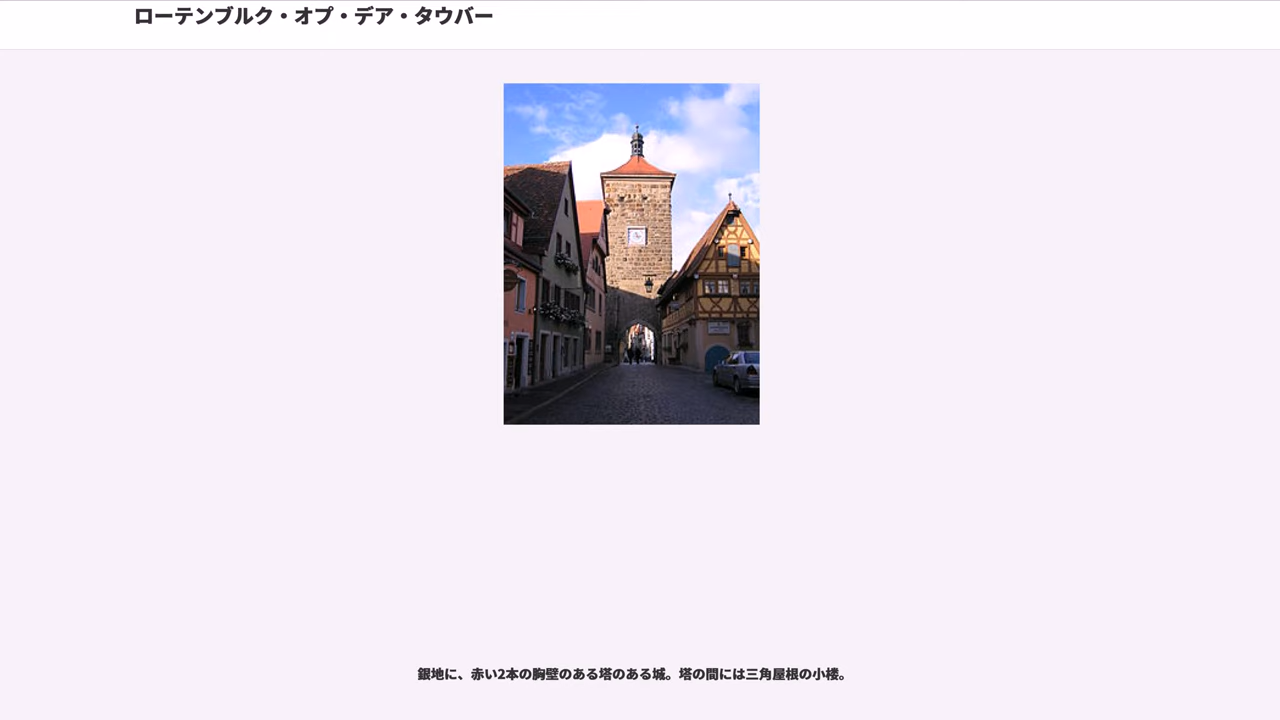 ローテンブルク・オプ・デア・タウバー
銀地に、赤い2本の胸壁のある塔のある城。塔の間には三角屋根の小楼。